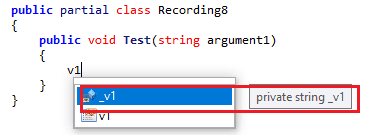 public partial class Recording8
{
public void Test(string argument1)
{
v1
_v1 private string _v1
v1
}
}